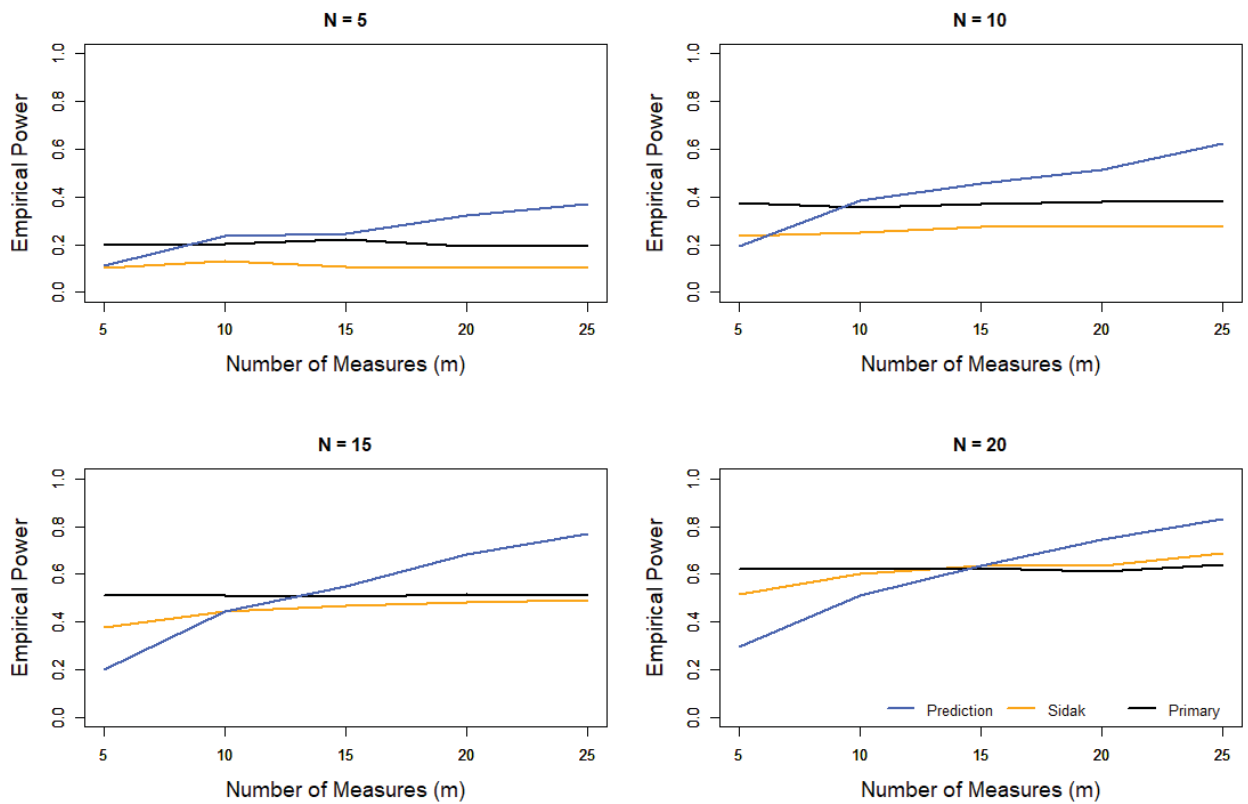 N = 5
Empirical Power
1.0
0.8
0.6
0.4
0.2
0.0
5 10 15 20 25
Number of Measures (m)
N = 10
Empirical Power
1.0
0.8
0.6
0.4
0.2
0.0
5 10 15 20 25
Number of Measures (m)
N = 15
Empirical Power
1.0
0.8
0.6
0.4
0.2
0.0
5 10 15 20 25
Number of Measures (m)
N = 20
Empirical Power
1.0
0.8
0.6
0.4
0.2
0.0
Prediction Sidak Primary
5 10 15 20 25
Number of Measures (m)